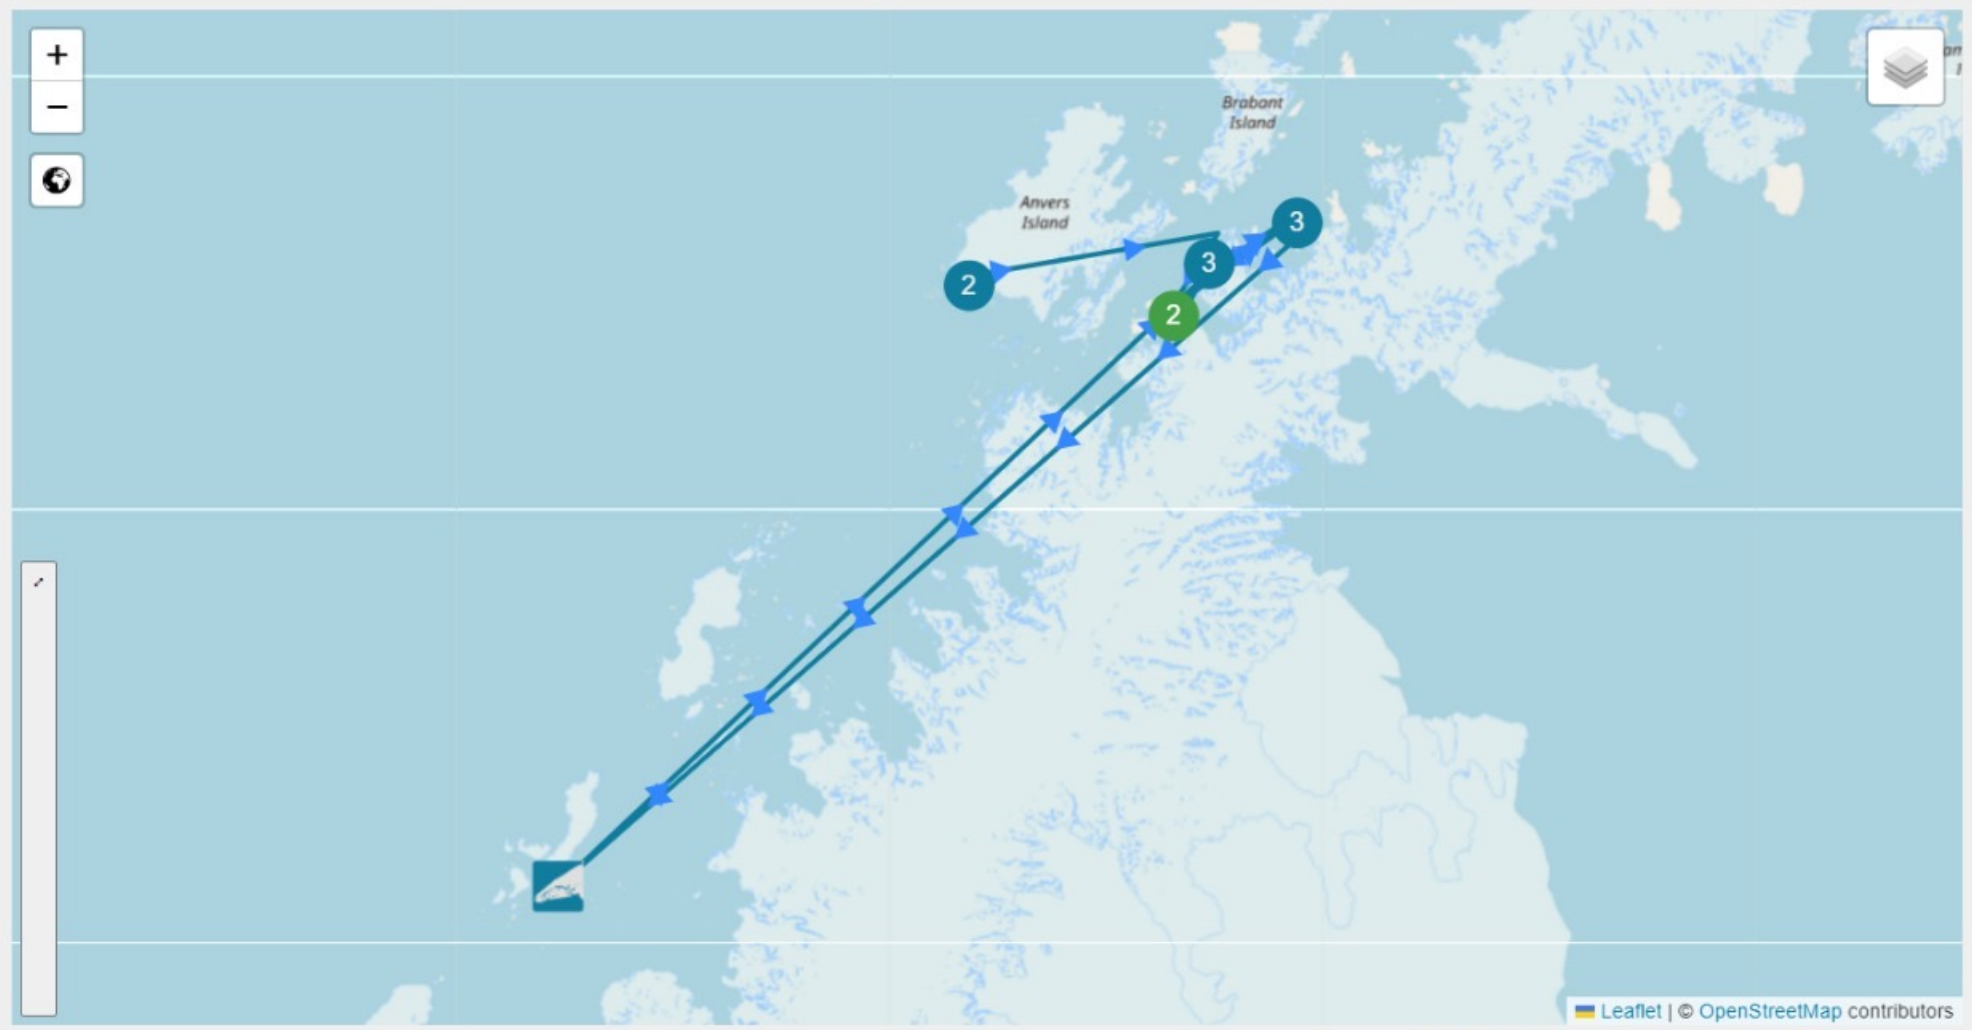 +
−
Brabant
Island
Anvers
Island
3
3
2
2
Leaflet | © OpenStreetMap contributors